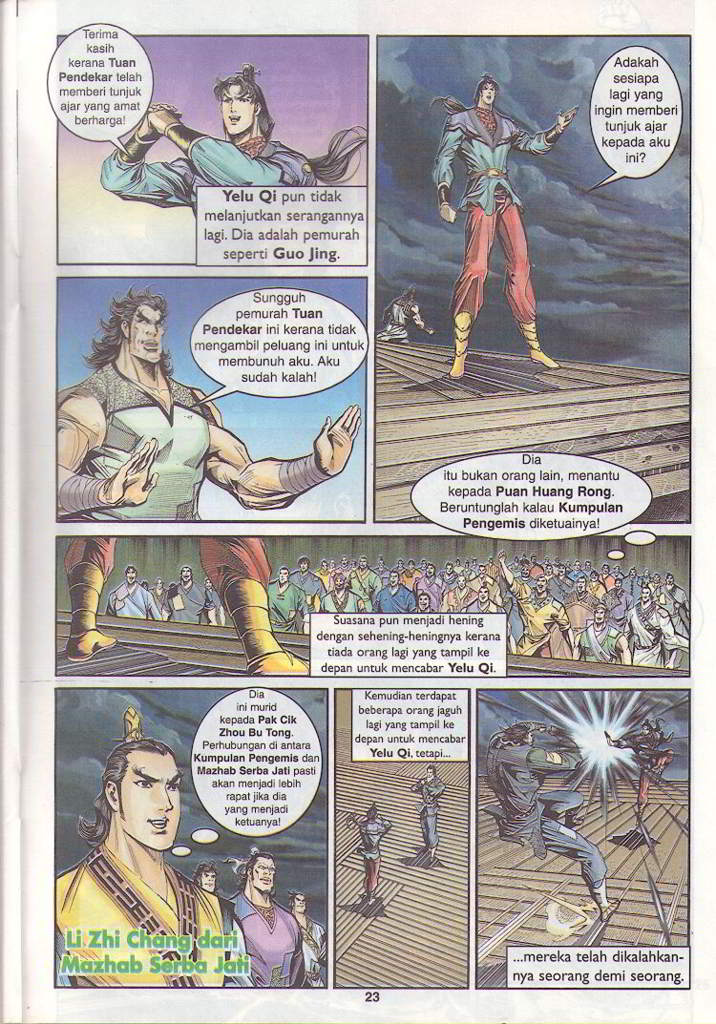 Terima
kasih
kerana Tuan
Pendekar telah
memberi tunjuk
ajar yang amat
berharga!
Yelu Qi pun tidak
melanjutkan serangannya
lagi. Dia adalah pemurah
seperti Guo Jing.
Adakah
sesiapa
lagi yang
ingin memberi
tunjuk ajar
kepada aku
ini?
Sungguh
pemurah Tuan
Pendekar ini kerana tidak
mengambil peluang ini untuk
membunuh aku. Aku
sudah kalah!
Dia
itu bukan orang lain, menantu
kepada Puan Huang Rong.
Beruntunglah kalau Kumpulan
Pengemis diketuainya!
Suasana pun menjadi hening
dengan sehening-heningnya kerana
tiada orang lagi yang tampil ke
depan untuk mencabar Yelu Qi.
Dia
ini murid
kepada Pak Cik
Zhou Bu Tong.
Perhubungan di antara
Kumpulan Pengemis dan
Mazhab Serba Jati pasti
akan menjadi lebih
rapat jika dia
yang menjadi
ketuanya!
Li Zhi Chang dari
Mazhab Serba Jati
Kemudian terdapat
beberapa orang jaguh
lagi yang tampil ke
depan untuk mencabar
Yelu Qi, tetapi...
...mereka telah dikalahkan-
nya seorang demi seorang.
23